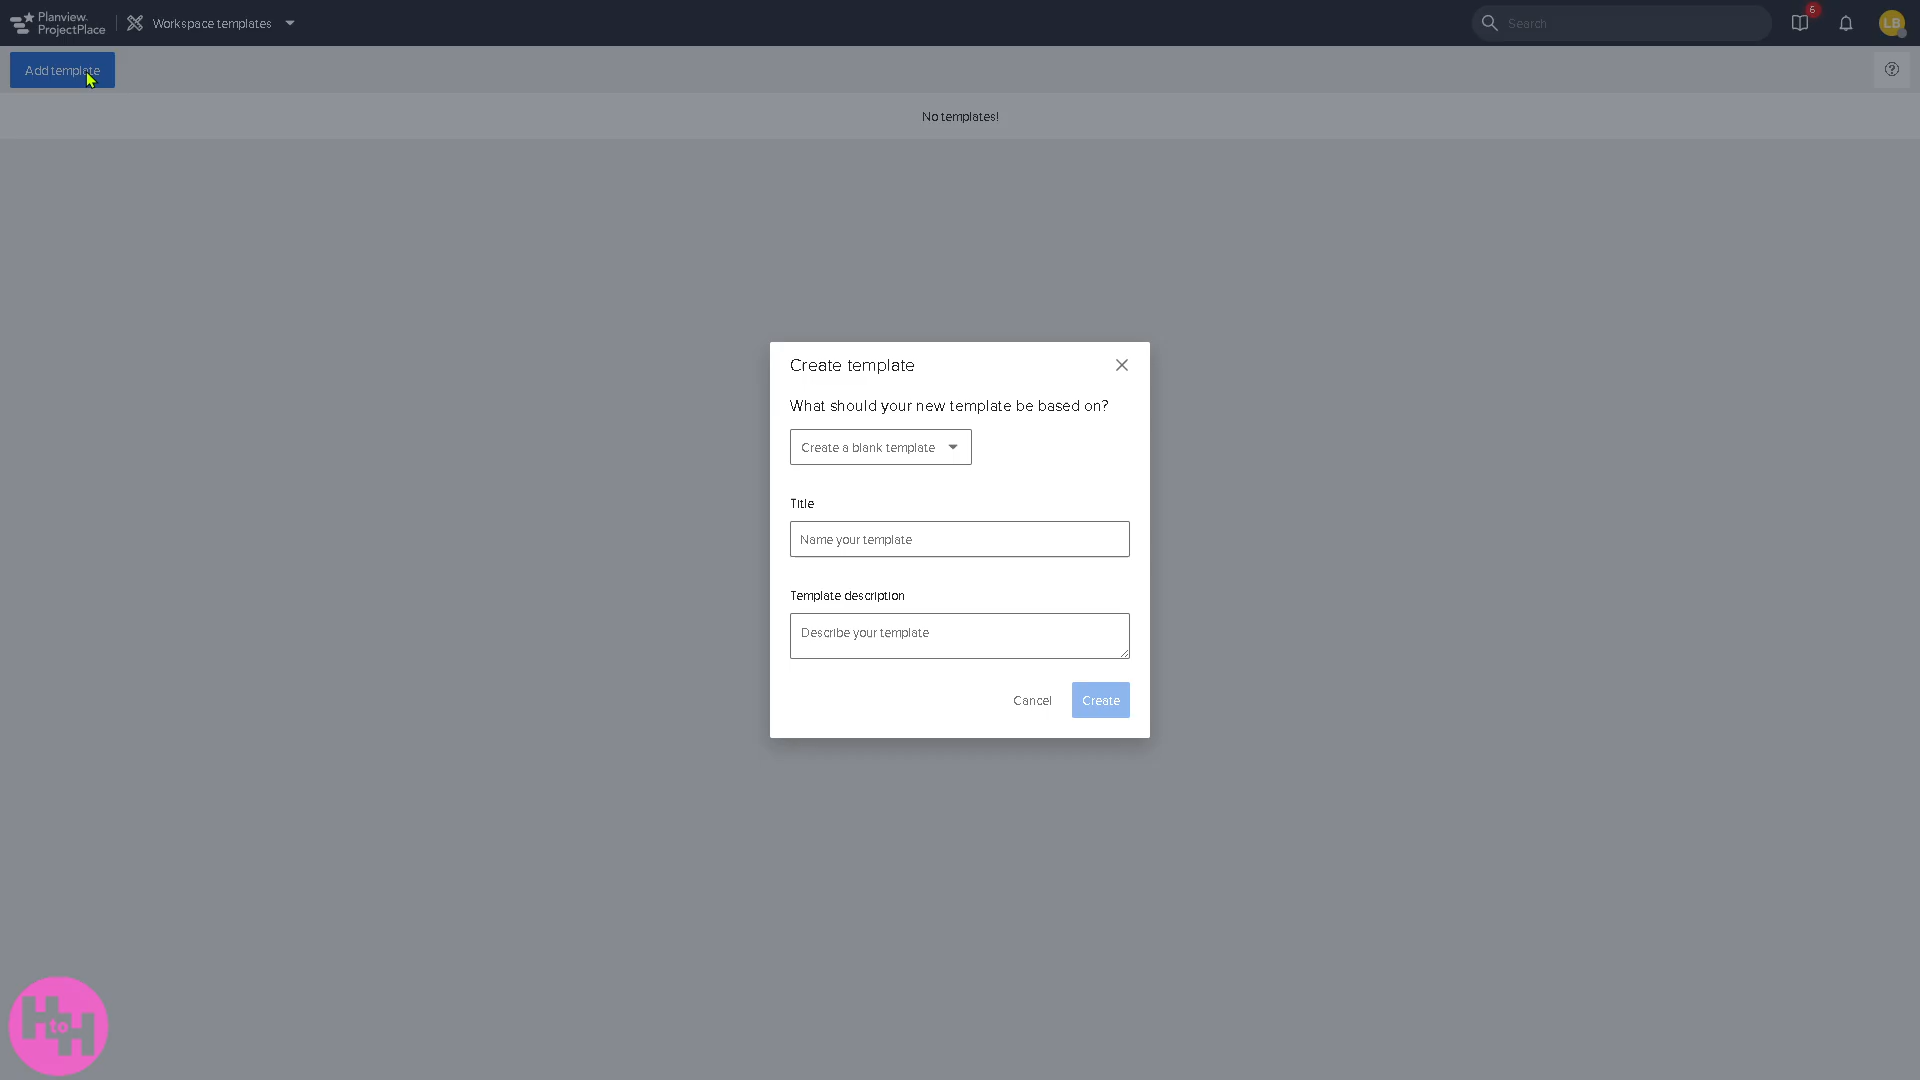 Planview.
ProjectPlace
Workspace templates
Search
6
LB
Add template
No templates!
Create template
What should your new template be based on?
Create a blank template
Title
Name your template
Template description
Describe your template
Cancel
Create
H to H